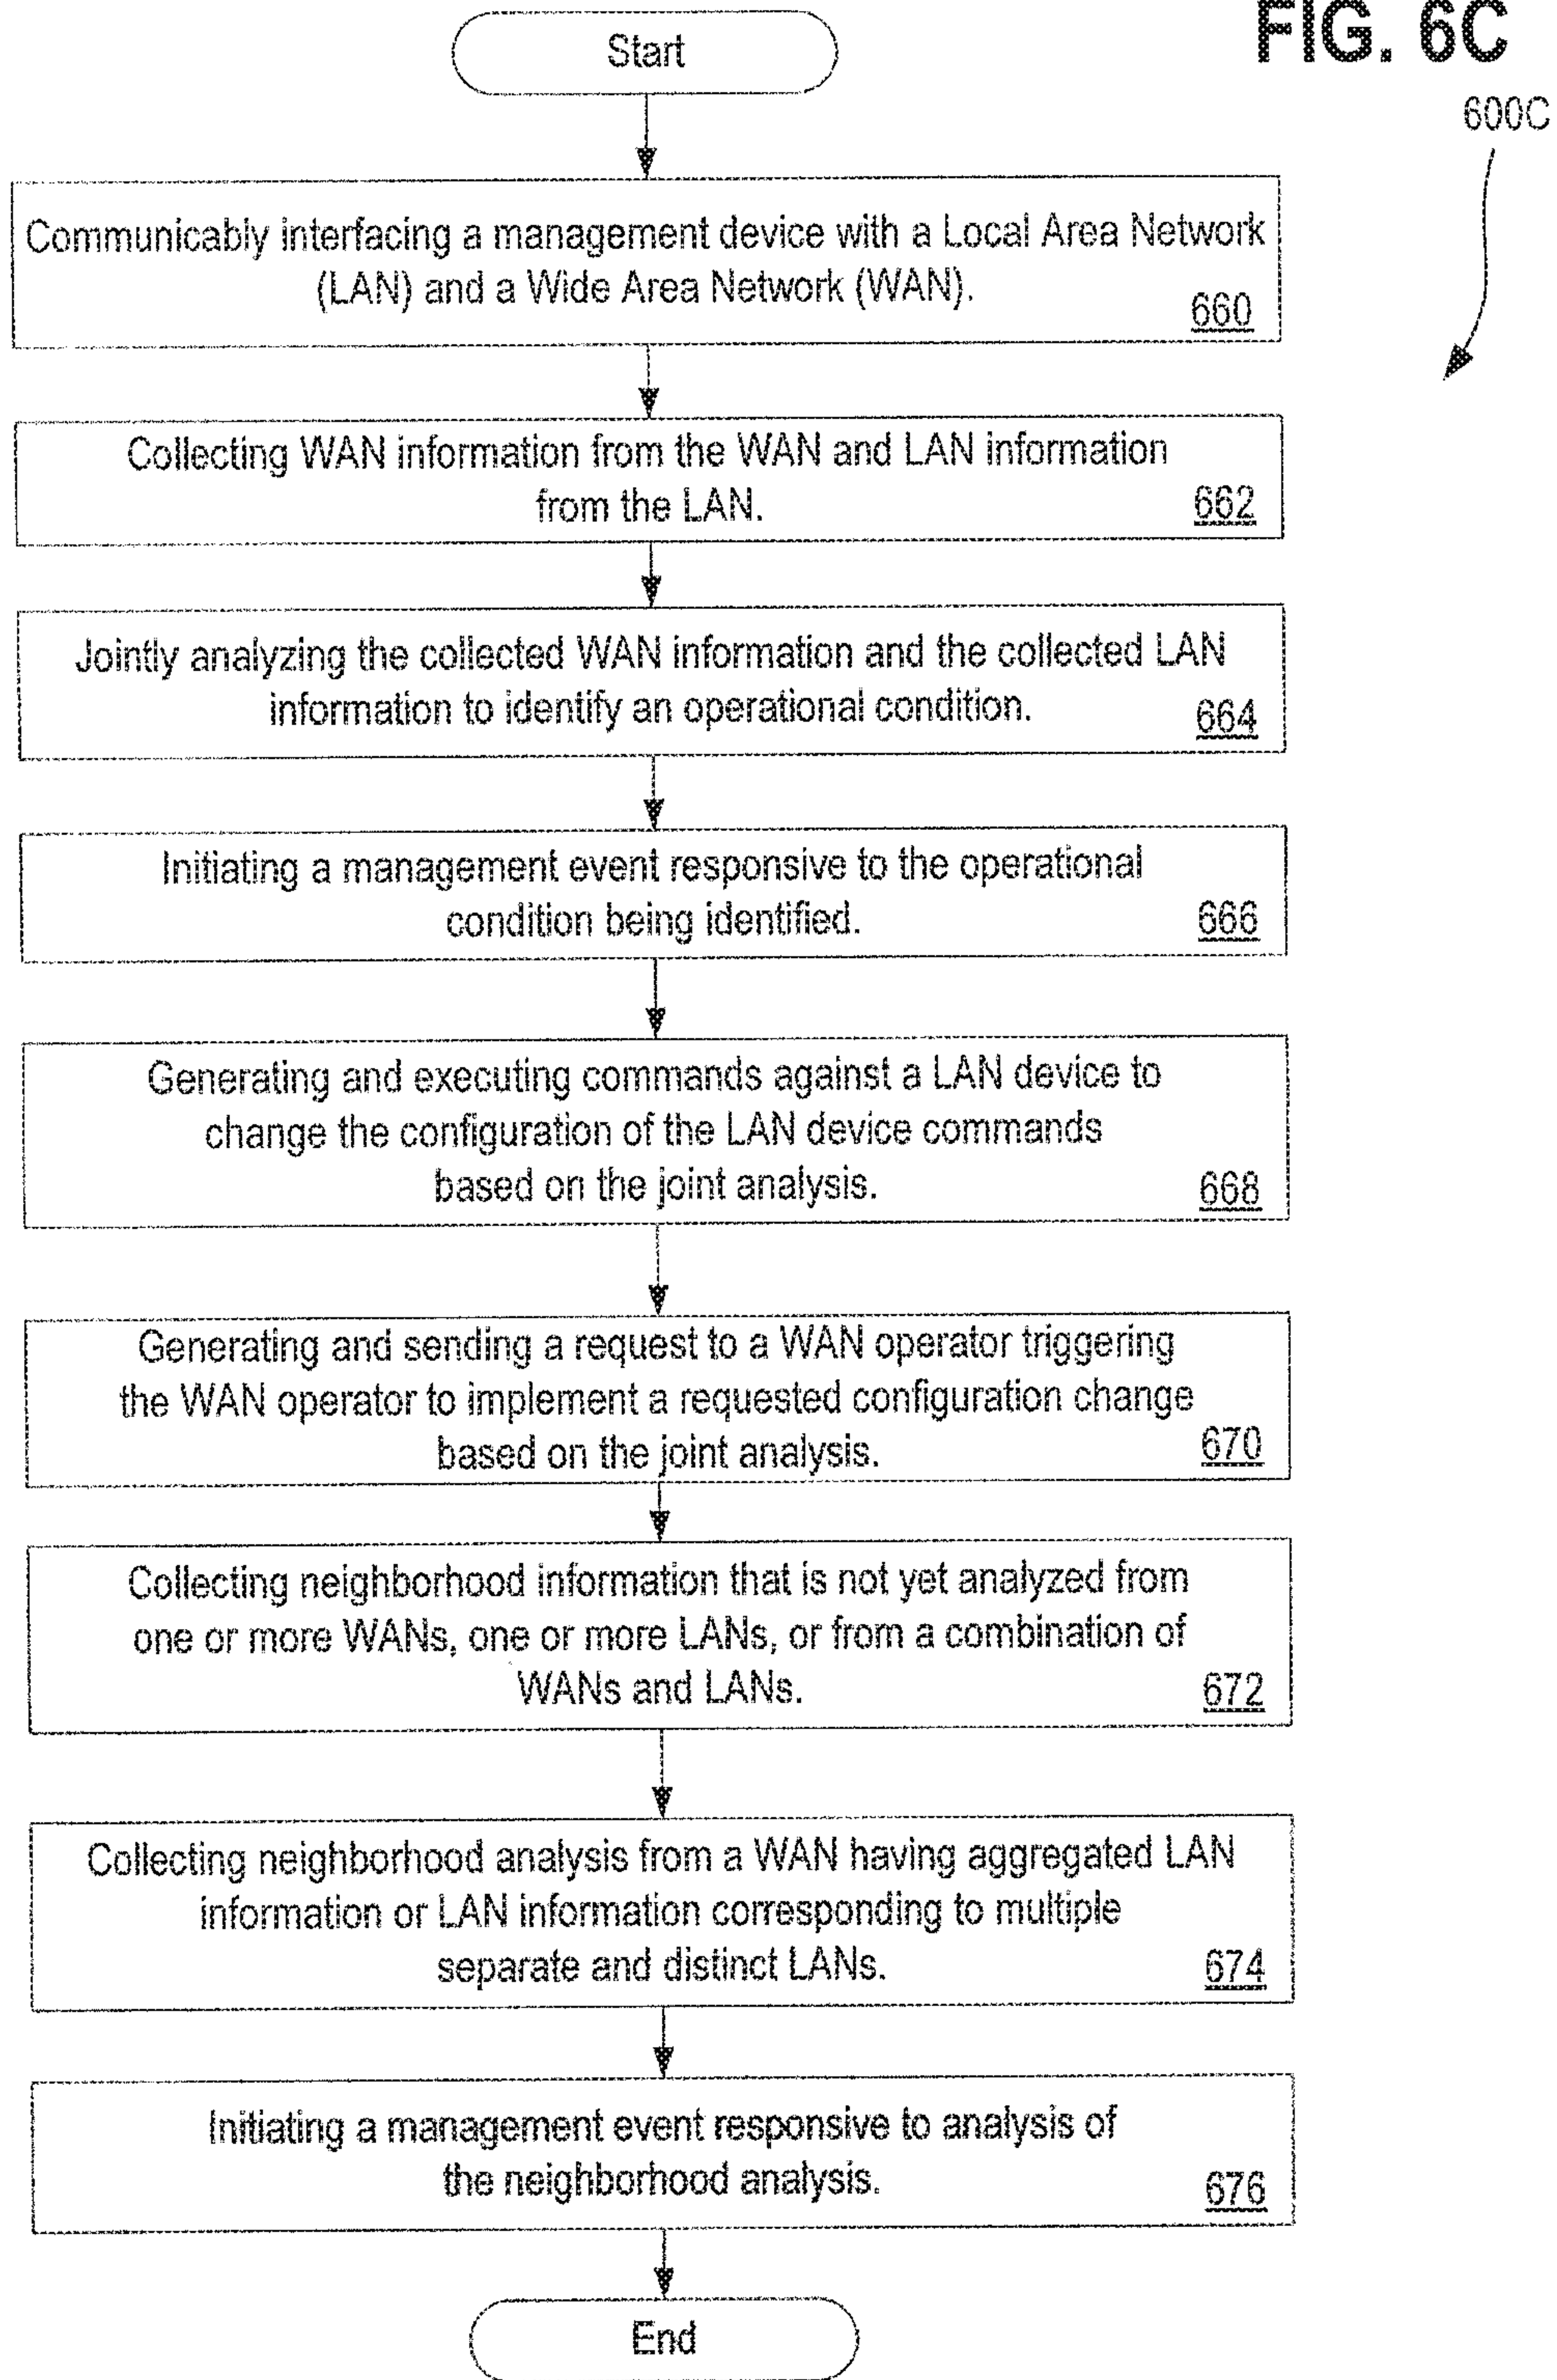 FIG. 6C
600C
Start
Communicably interfacing a management device with a Local Area Network
(LAN) and a Wide Area Network (WAN).
660
Collecting WAN information from the WAN and LAN information
from the LAN.
662
Jointly analyzing the collected WAN information and the collected LAN
information to identify an operational condition.
664
Initiating a management event responsive to the operational
condition being identified.
666
Generating and executing commands against a LAN device to
change the configuration of the LAN device commands
based on the joint analysis.
668
Generating and sending a request to a WAN operator triggering
the WAN operator to implement a requested configuration change
based on the joint analysis.
670
Collecting neighborhood information that is not yet analyzed from
one or more WANs, one or more LANs, or from a combination of
WANs and LANs.
672
Collecting neighborhood analysis from a WAN having aggregated LAN
information or LAN information corresponding to multiple
separate and distinct LANs.
674
Initiating a management event responsive to analysis of
the neighborhood analysis.
676
End